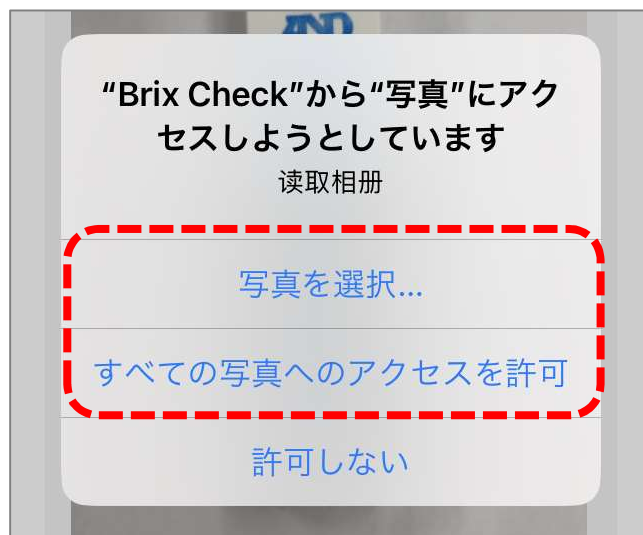 AND
“Brix Check”から“写真”にアク
セスしようとしています
读取相册
写真を選択...
すべての写真へのアクセスを許可
許可しない